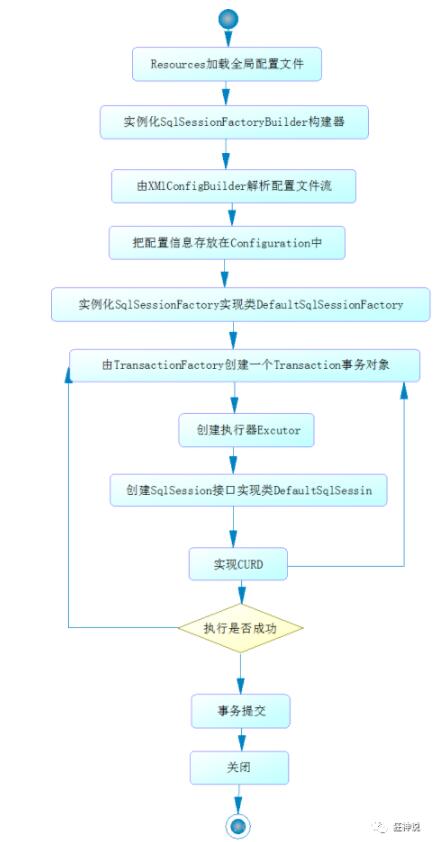 Resources加载全局配置文件
实例化SqlSessionFactoryBuilder构建器
由XMlConfigBuilder解析配置文件流
把配置信息存放在Configuration中
实例化SqlSessionFactory实现类DefaultSqlSessionFactory
由TransactionFactory创建一个Transaction事务对象
创建执行器Excutor
创建SqlSession接口实现类DefaultSqlSessin
实现CURD
执行是否成功
事务提交
关闭
狂神说